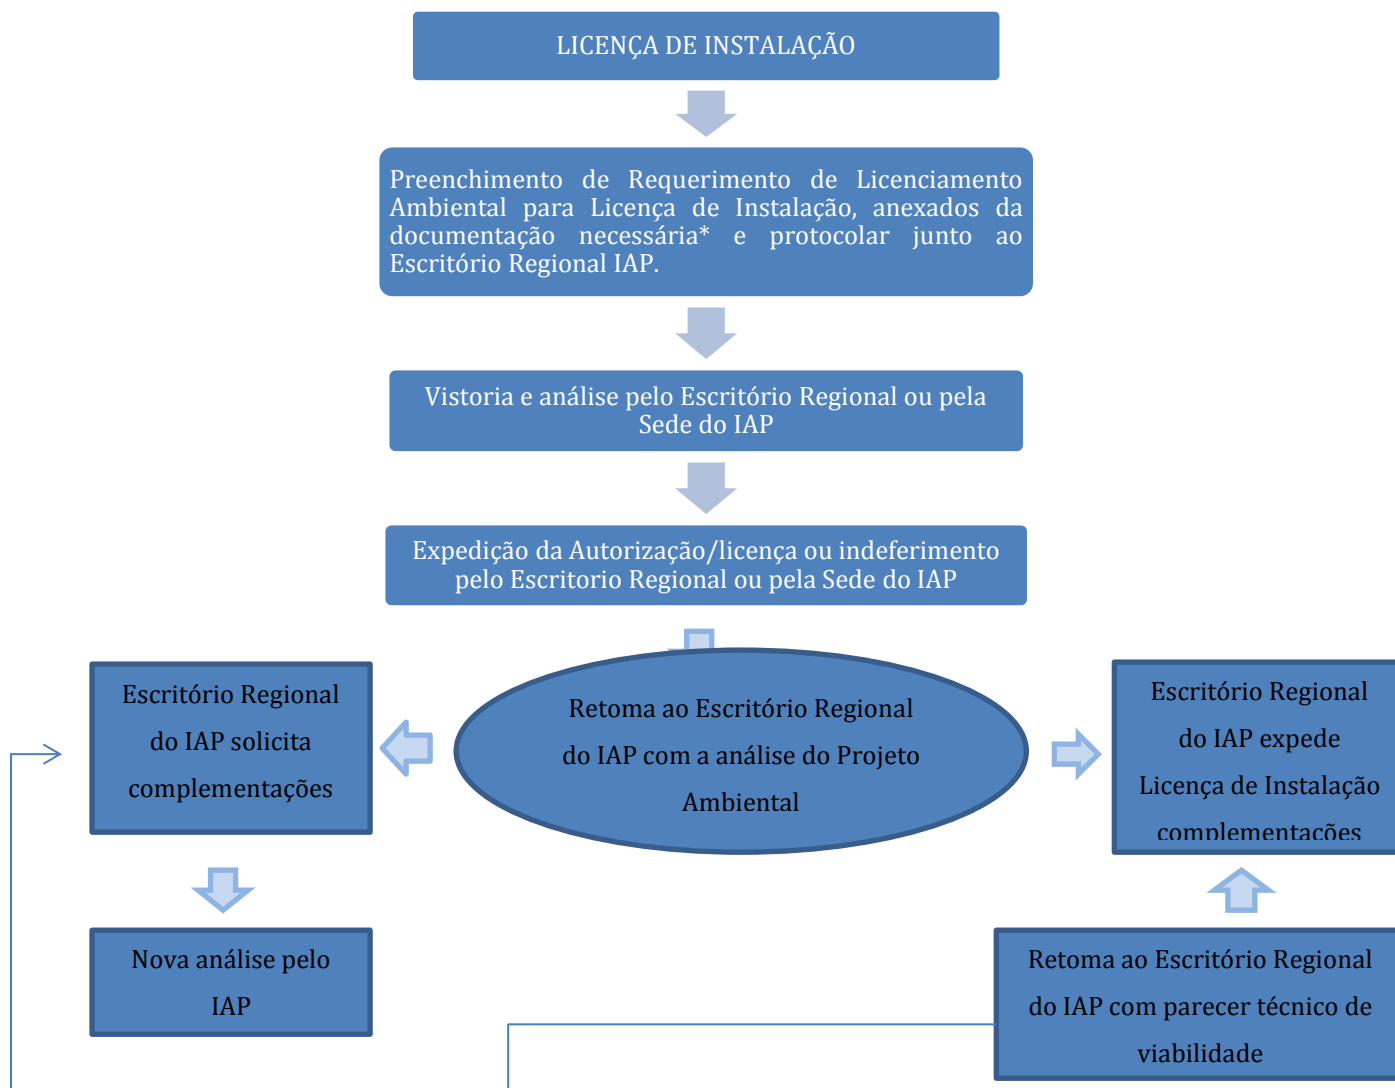 LICENÇA DE INSTALAÇÃO
Preenchimento de Requerimento de Licenciamento
Ambiental para Licença de Instalação, anexados da
documentação necessária* e protocolar junto ao
Escritório Regional IAP.
Vistoria e análise pelo Escritório Regional ou pela
Sede do IAP
Expedição da Autorização/licença ou indeferimento
pelo Escritorio Regional ou pela Sede do IAP
Escritório Regional
do IAP solicita
complementações
Retoma ao Escritório Regional
do IAP com a análise do Projeto
Ambiental
Escritório Regional
do IAP expede
Licença de Instalação
complementações
Nova análise pelo
IAP
Retoma ao Escritório Regional
do IAP com parecer técnico de
viabilidade